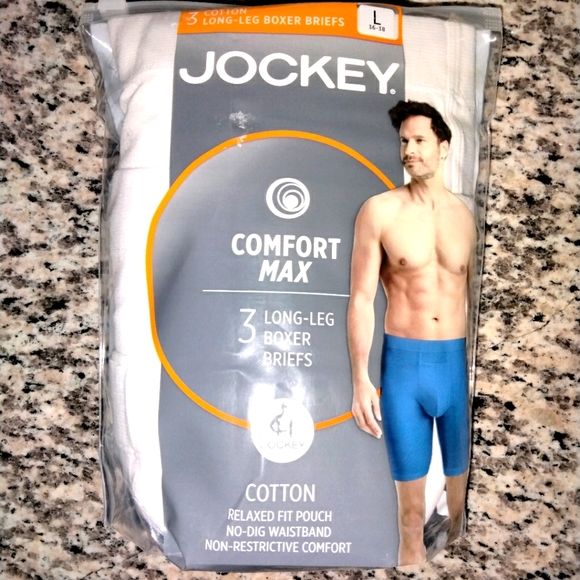 3 COTTON
LONG-LEG BOXER BRIEFS
L
36-38
JOCKEY®
COMFORT
MAX
3 LONG-LEG
BOXER
BRIEFS
JOCKEY
COTTON
RELAXED FIT POUCH
NO-DIG WAISTBAND
NON-RESTRICTIVE COMFORT